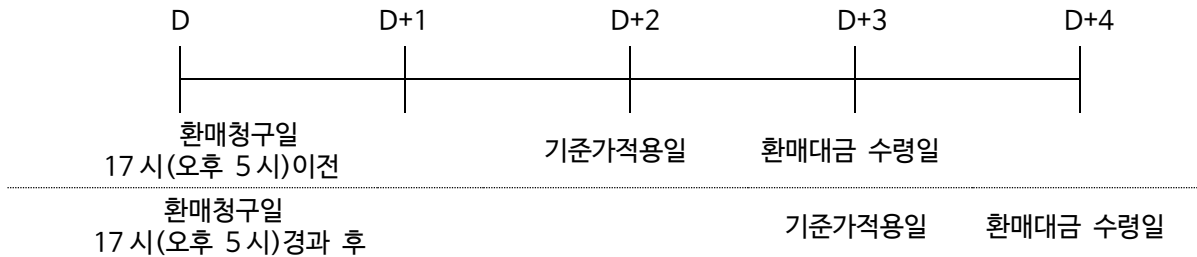 D D+1 D+2 D+3 D+4
환매청구일
17시(오후 5시)이전
기준가적용일 환매대금 수령일
환매청구일
17시(오후 5시)경과 후
기준가적용일 환매대금 수령일